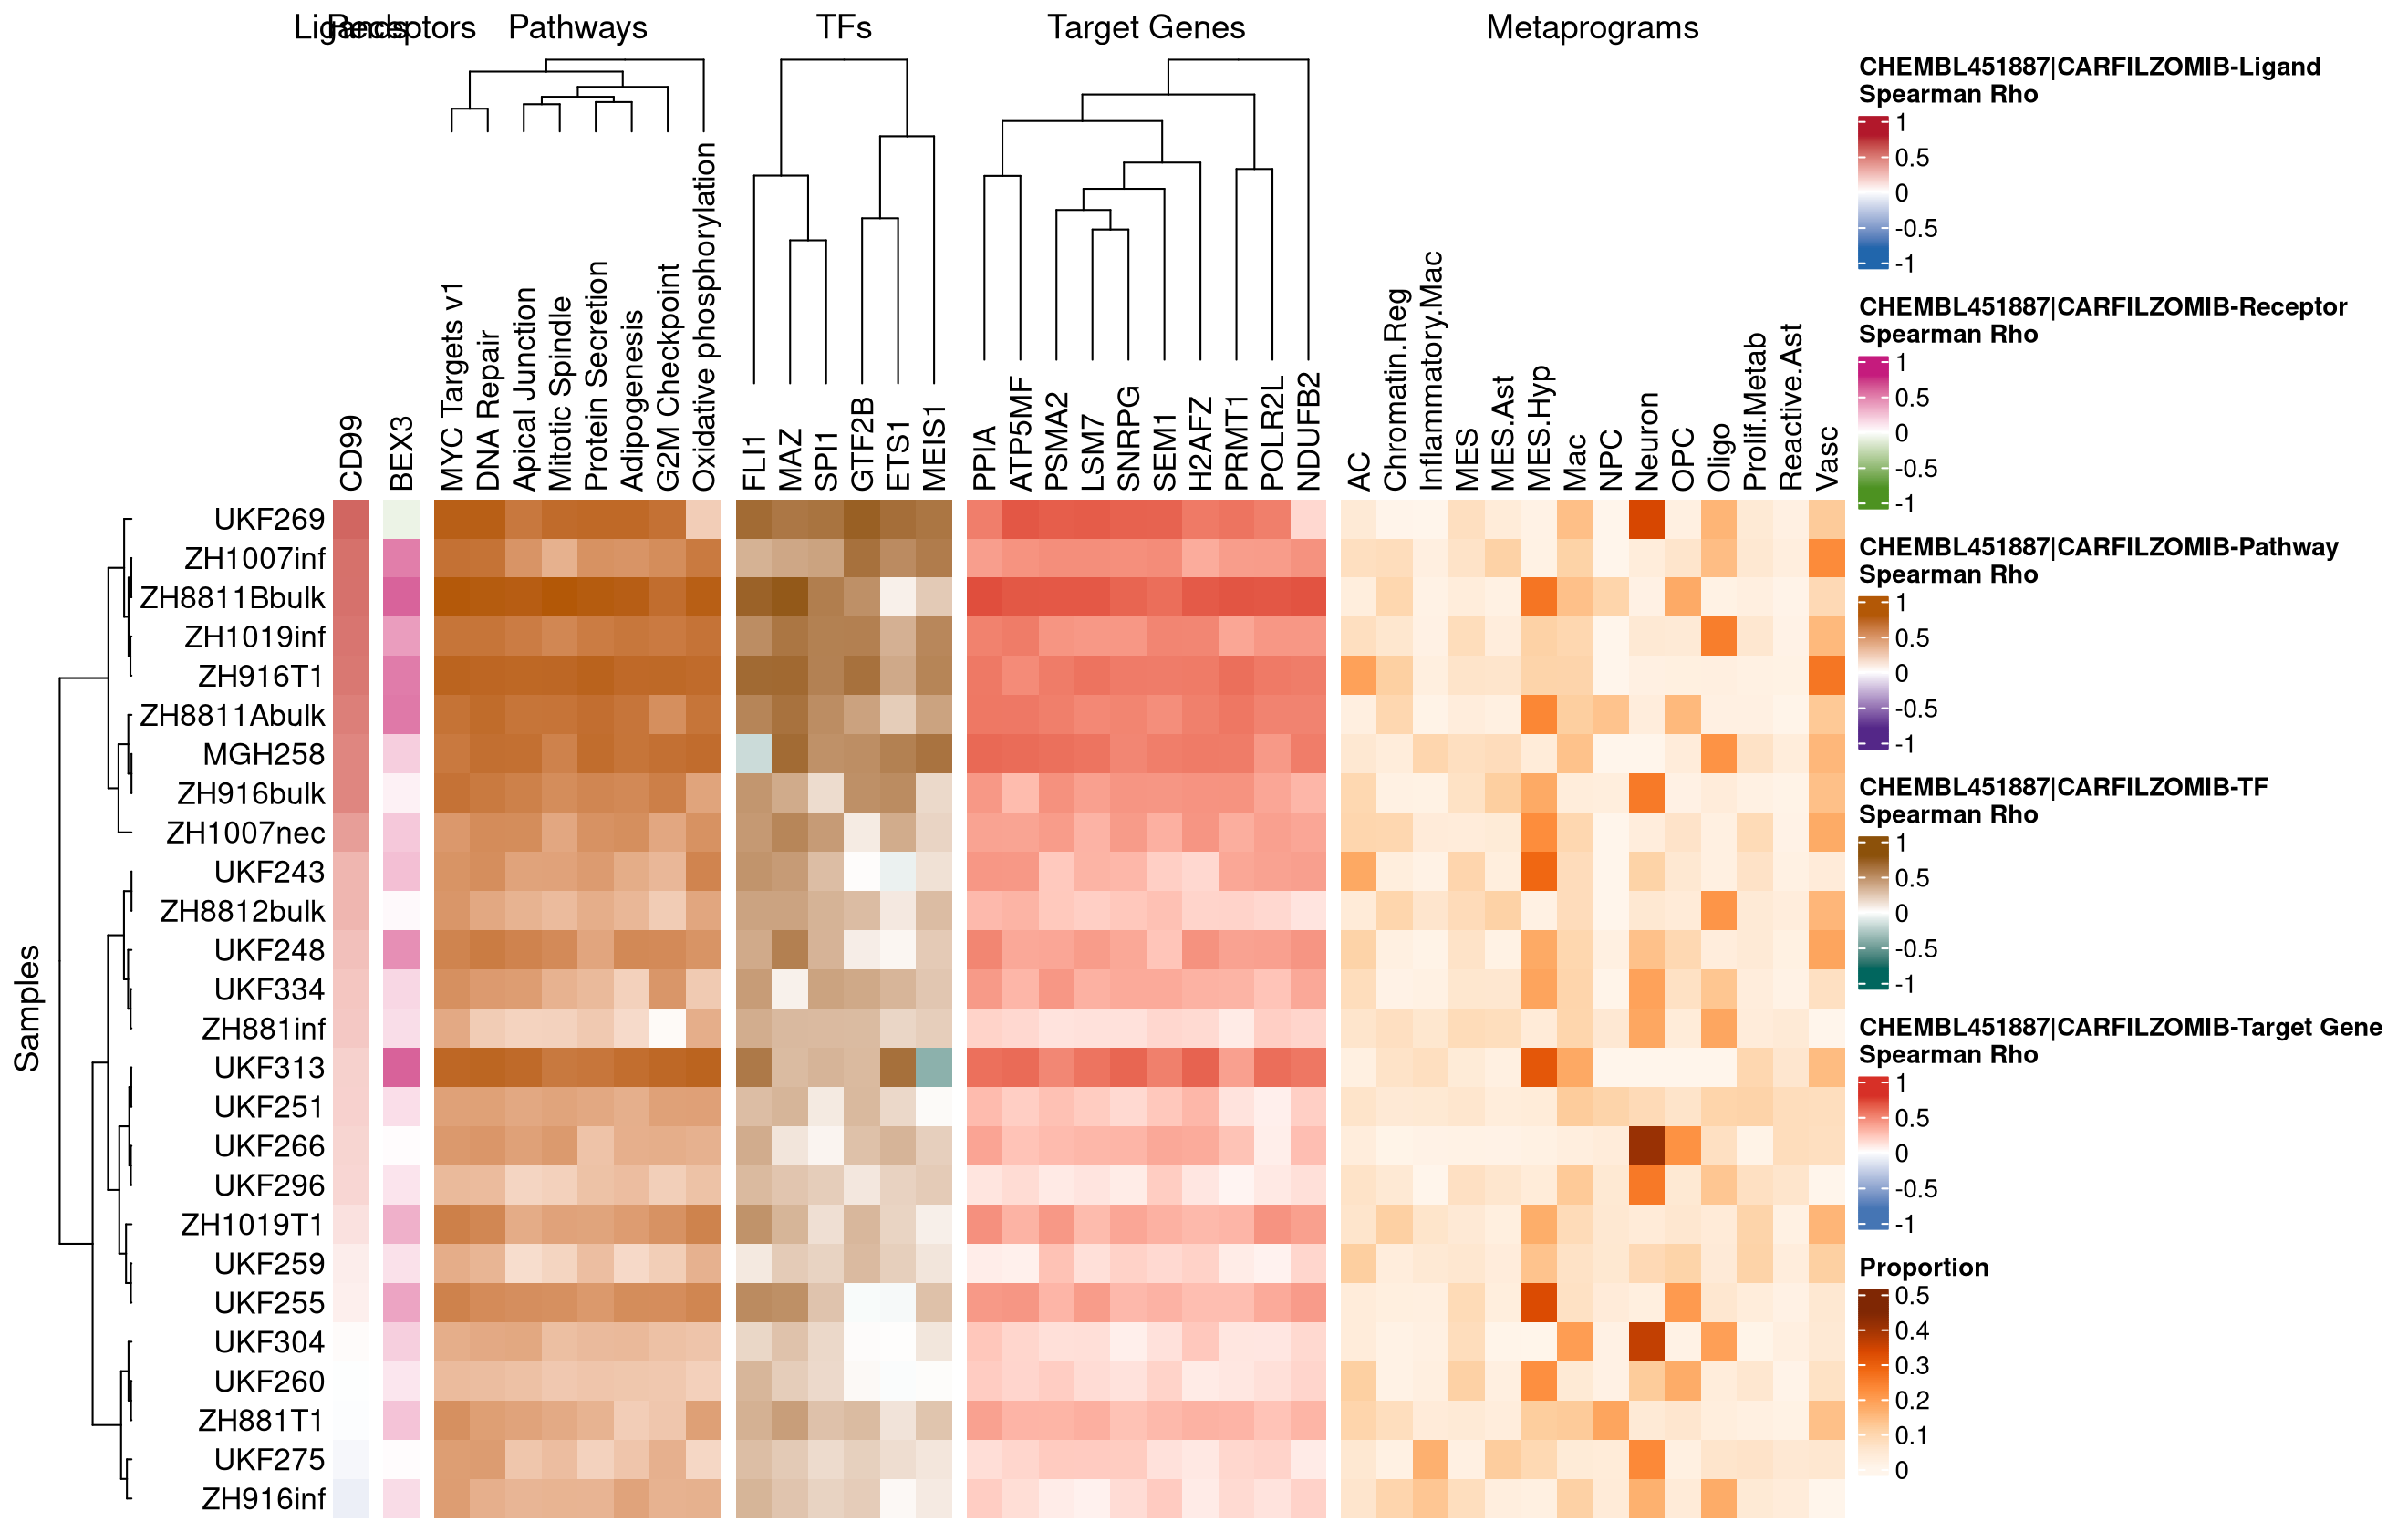 Ligands
Receptors
Pathways
TFs
Target Genes
Metaprograms
CD99
BEX3
MYC Targets v1
DNA Repair
Apical Junction
Mitotic Spindle
Protein Secretion
Adipogenesis
G2M Checkpoint
Oxidative phosphorylation
FLI1
MAZ
SPI1
GTF2B
ETS1
MEIS1
PPIA
ATP5MF
PSMA2
LSM7
SNRPG
SEM1
H2AFZ
PRMT1
POLR2L
NDUFB2
AC
Chromatin.Reg
Inflammatory.Mac
MES
MES.Ast
MES.Hyp
Mac
NPC
Neuron
OPC
Oligo
Prolif.Metab
Reactive.Ast
Vasc
Samples
UKF269
ZH1007inf
ZH8811Bbulk
ZH1019inf
ZH916T1
ZH8811Abulk
MGH258
ZH916bulk
ZH1007nec
UKF243
ZH8812bulk
UKF248
UKF334
ZH881inf
UKF313
UKF251
UKF266
UKF296
ZH1019T1
UKF259
UKF255
UKF304
UKF260
ZH881T1
UKF275
ZH916inf
CHEMBL451887|CARFILZOMIB-Ligand
Spearman Rho
1
0.5
0
-0.5
-1
CHEMBL451887|CARFILZOMIB-Receptor
Spearman Rho
1
0.5
0
-0.5
-1
CHEMBL451887|CARFILZOMIB-Pathway
Spearman Rho
1
0.5
0
-0.5
-1
CHEMBL451887|CARFILZOMIB-TF
Spearman Rho
1
0.5
0
-0.5
-1
CHEMBL451887|CARFILZOMIB-Target Gene
Spearman Rho
1
0.5
0
-0.5
-1
Proportion
0.5
0.4
0.3
0.2
0.1
0